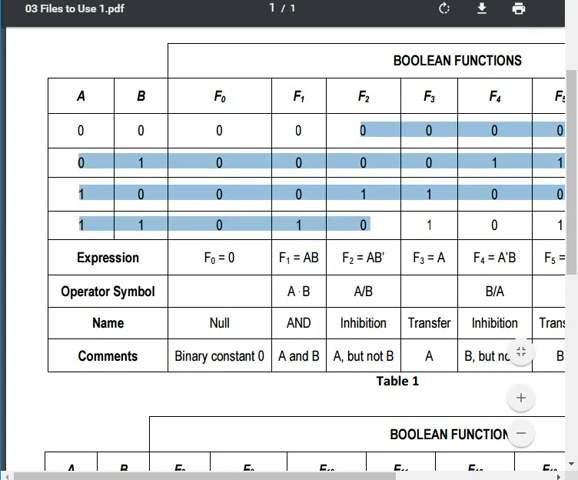 03 Files to Use 1.pdf 1 / 1
BOOLEAN FUNCTIONS
A B F₀ F₁ F₂ F₃ F₄ F₅
0 0 0 0 0 0 0 0
0 1 0 0 0 0 1 1
1 0 0 0 1 1 0 0
1 1 0 1 0 1 0 1
Expression F₀ = 0 F₁ = AB F₂ = AB' F₃ = A F₄ = A'B F₅ =
Operator Symbol A · B A/B B/A
Name Null AND Inhibition Transfer Inhibition Trans
Comments Binary constant 0 A and B A, but not B A B, but no B
Table 1
BOOLEAN FUNCTION
A B